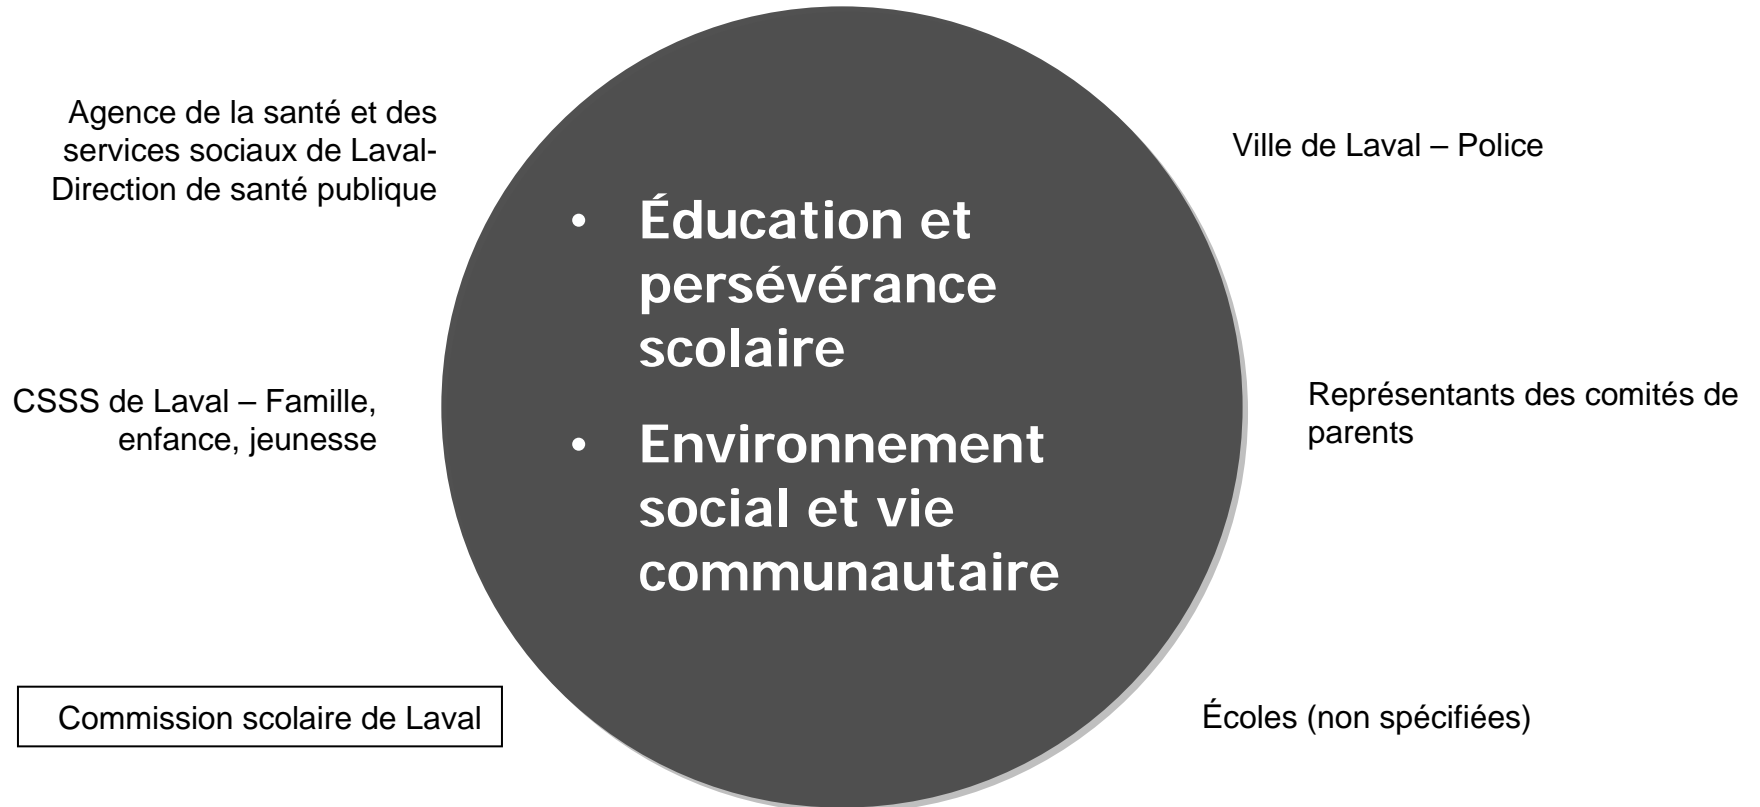 Agence de la santé et des
services sociaux de Laval-
Direction de santé publique
CSSS de Laval – Famille,
enfance, jeunesse
Commission scolaire de Laval
• Éducation et
persévérance
scolaire
• Environnement
social et vie
communautaire
Ville de Laval – Police
Représentants des comités de
parents
Écoles (non spécifiées)